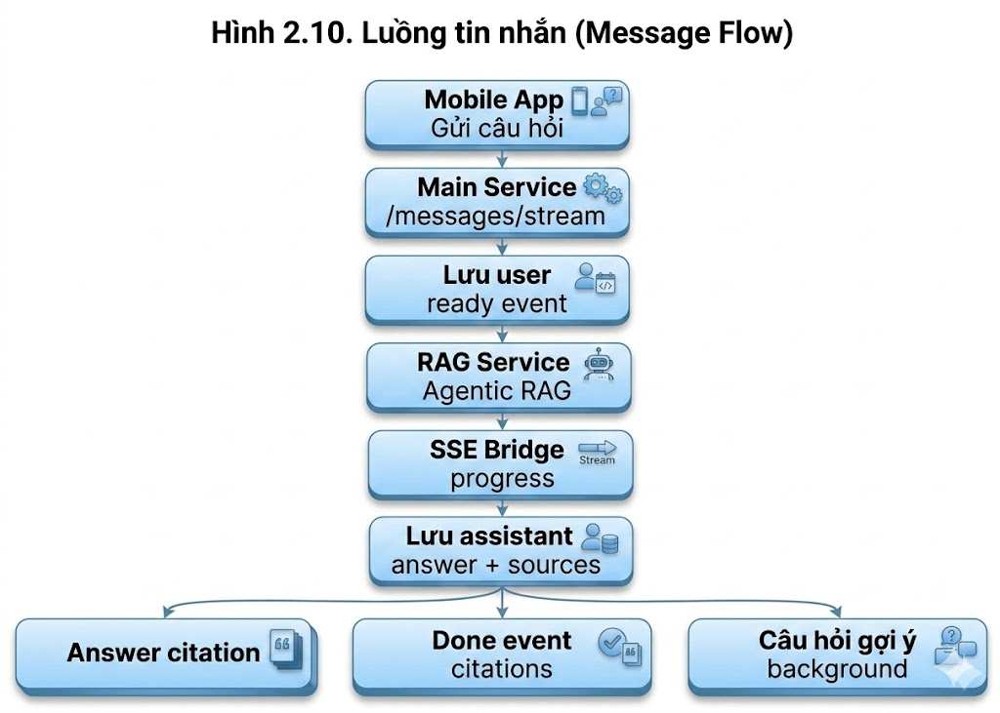 Hình 2.10. Luồng tin nhắn (Message Flow)
Mobile App
Gửi câu hỏi
Main Service
/messages/stream
Lưu user
ready event
RAG Service
Agentic RAG
SSE Bridge
Stream
progress
Lưu assistant
answer + sources
Answer citation
Done event
citations
Câu hỏi gợi ý
background